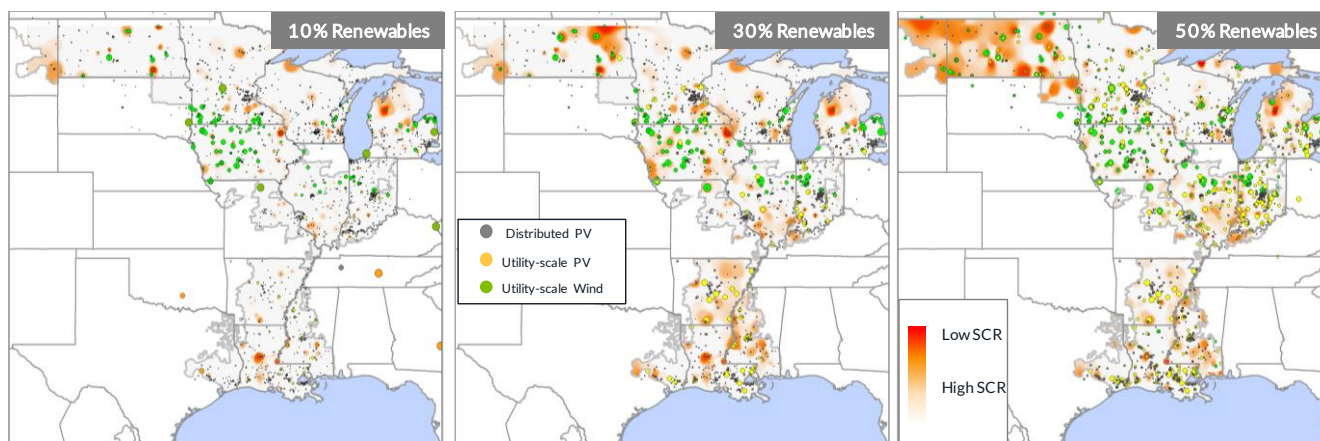 10% Renewables
30% Renewables
50% Renewables
Distributed PV
Utility-scale PV
Utility-scale Wind
Low SCR
High SCR